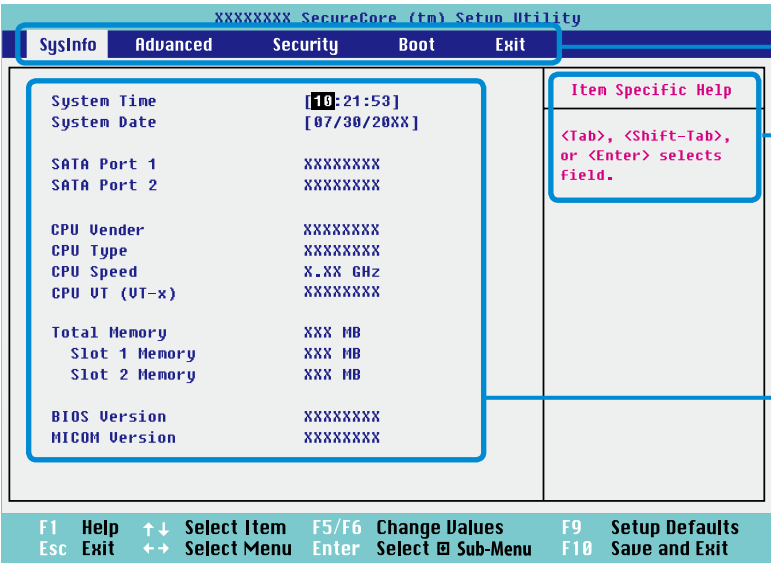 XXXXXXXX SecureCore (tm) Setup Utility
SysInfo Advanced Security Boot Exit
System Time [10:21:53]
System Date [07/30/20XX]
SATA Port 1 XXXXXXXX
SATA Port 2 XXXXXXXX
CPU Vender XXXXXXXX
CPU Type XXXXXXXX
CPU Speed X.XX GHz
CPU VT (VT-x) XXXXXXXX
Total Memory XXX MB
Slot 1 Memory XXX MB
Slot 2 Memory XXX MB
BIOS Version XXXXXXXX
MICOM Version XXXXXXXX
Item Specific Help
<Tab>, <Shift-Tab>,
or <Enter> selects
field.
F1 Help ↑↓ Select Item F5/F6 Change Values F9 Setup Defaults
Esc Exit ←→ Select Menu Enter Select ⊞ Sub-Menu F10 Save and Exit